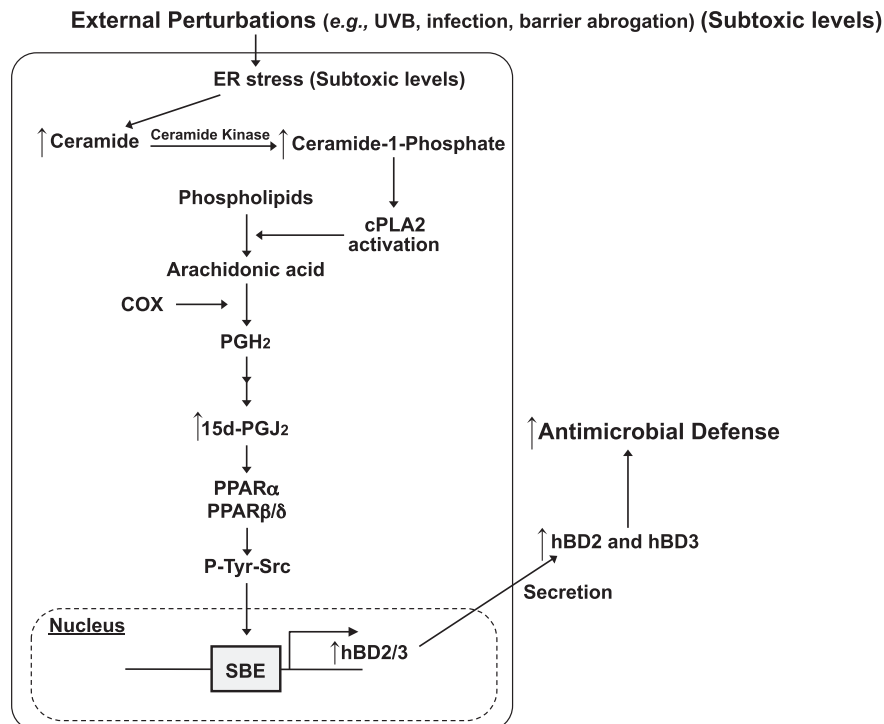 External Perturbations (e.g., UVB, infection, barrier abrogation) (Subtoxic levels)
ER stress (Subtoxic levels)
↑Ceramide
Ceramide Kinase
↑Ceramide-1-Phosphate
Phospholipids
cPLA2
activation
Arachidonic acid
COX
PGH2
↑15d-PGJ2
↑Antimicrobial Defense
PPARα
PPARβ/δ
↑hBD2 and hBD3
P-Tyr-Src
Secretion
Nucleus
↑hBD2/3
SBE